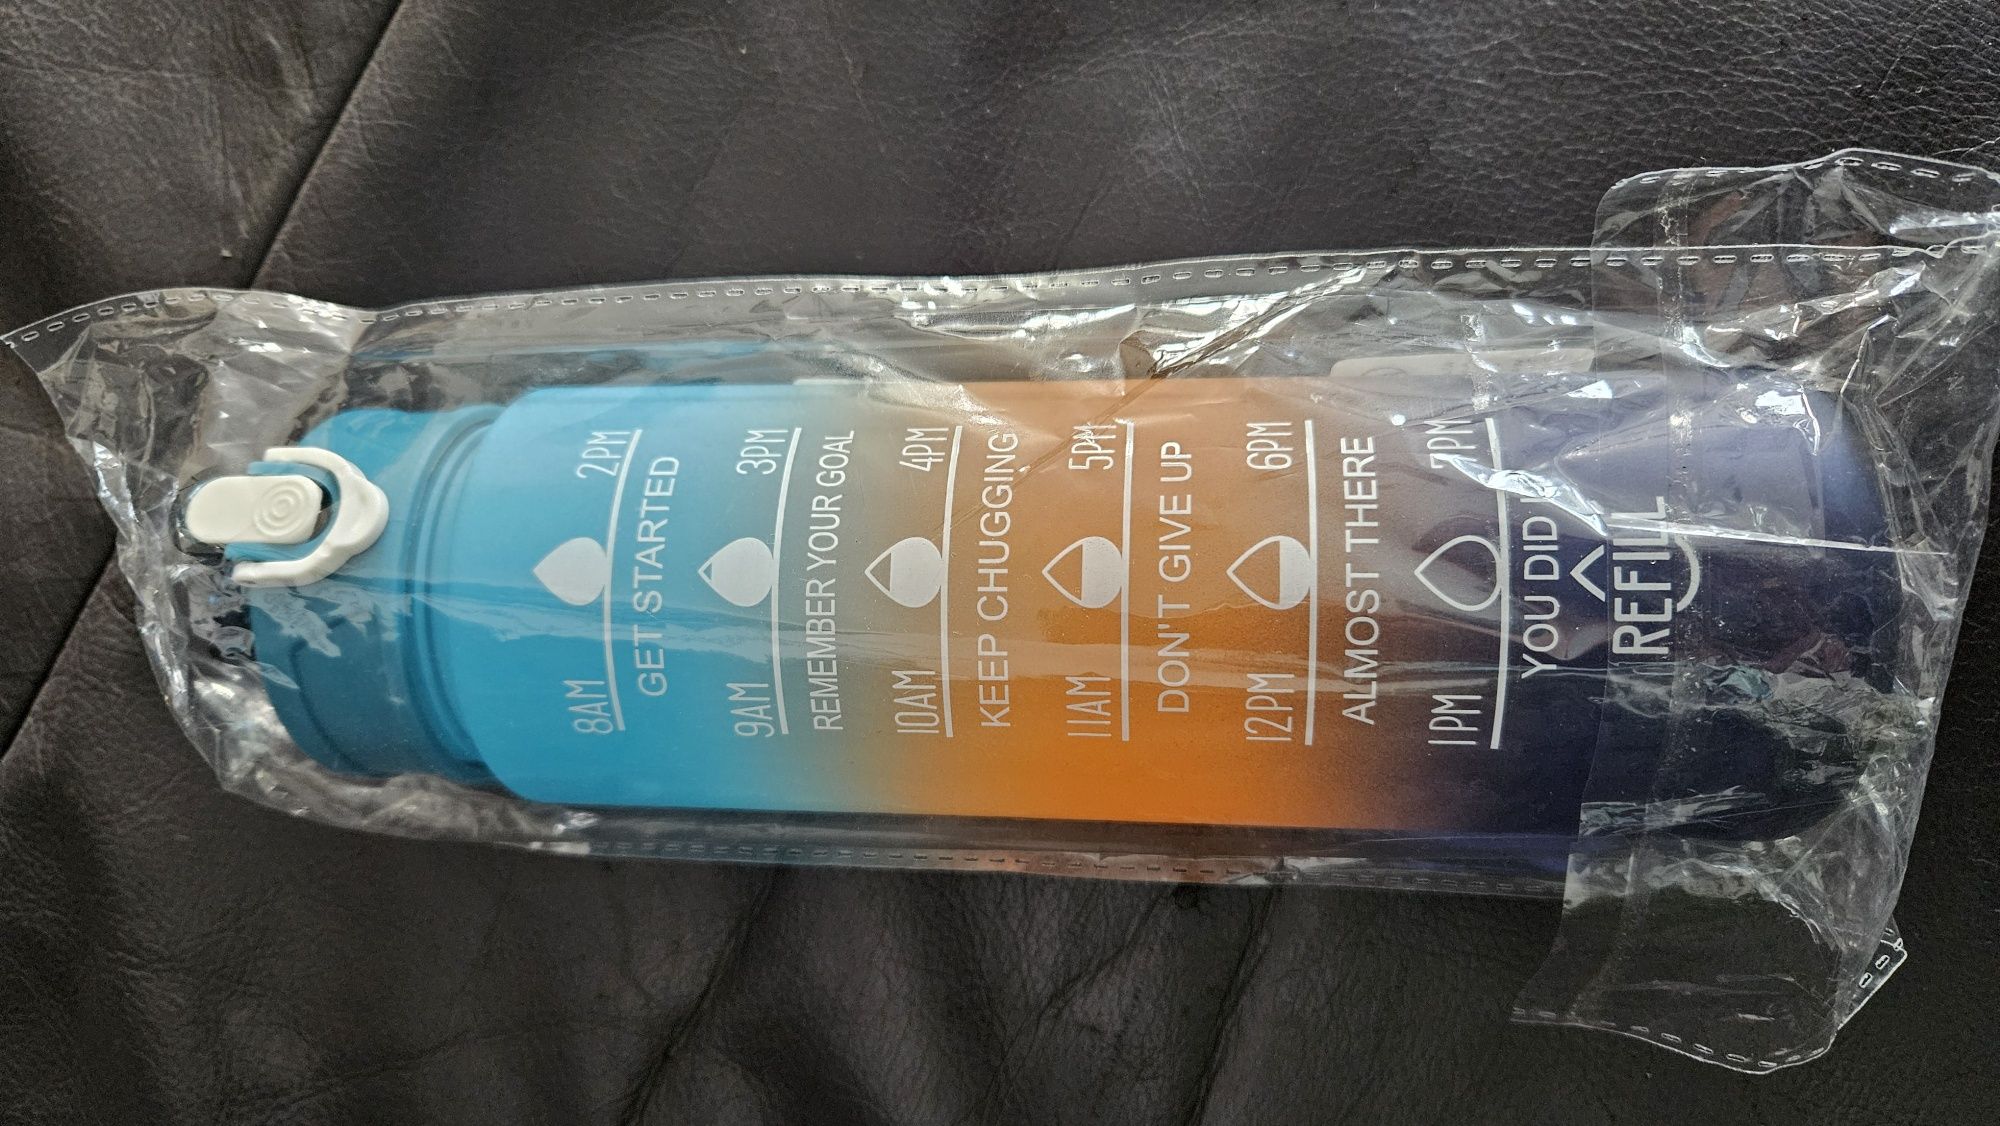 8AM 2PM
GET STARTED
9AM 3PM
REMEMBER YOUR GOAL
10AM 4PM
KEEP CHUGGING
11AM 5PM
DON'T GIVE UP
12PM 6PM
ALMOST THERE
1PM 7PM
YOU DID
REFILL